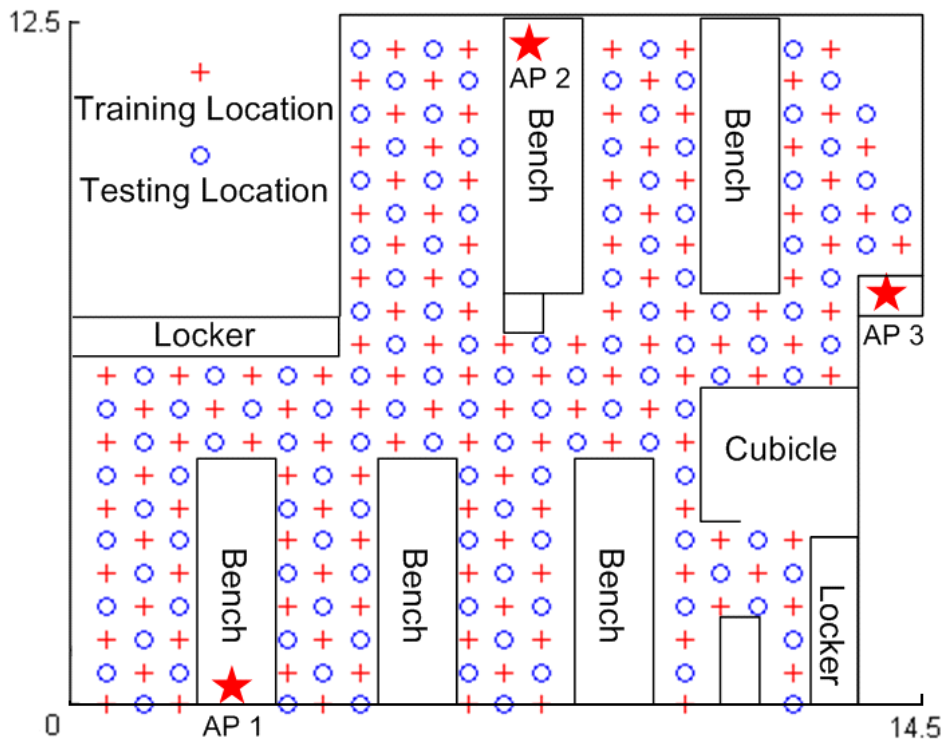 12.5
Training Location
Testing Location
AP 2
Bench
Bench
Locker
AP 3
Cubicle
Bench
Bench
Bench
Locker
AP 1
0
14.5